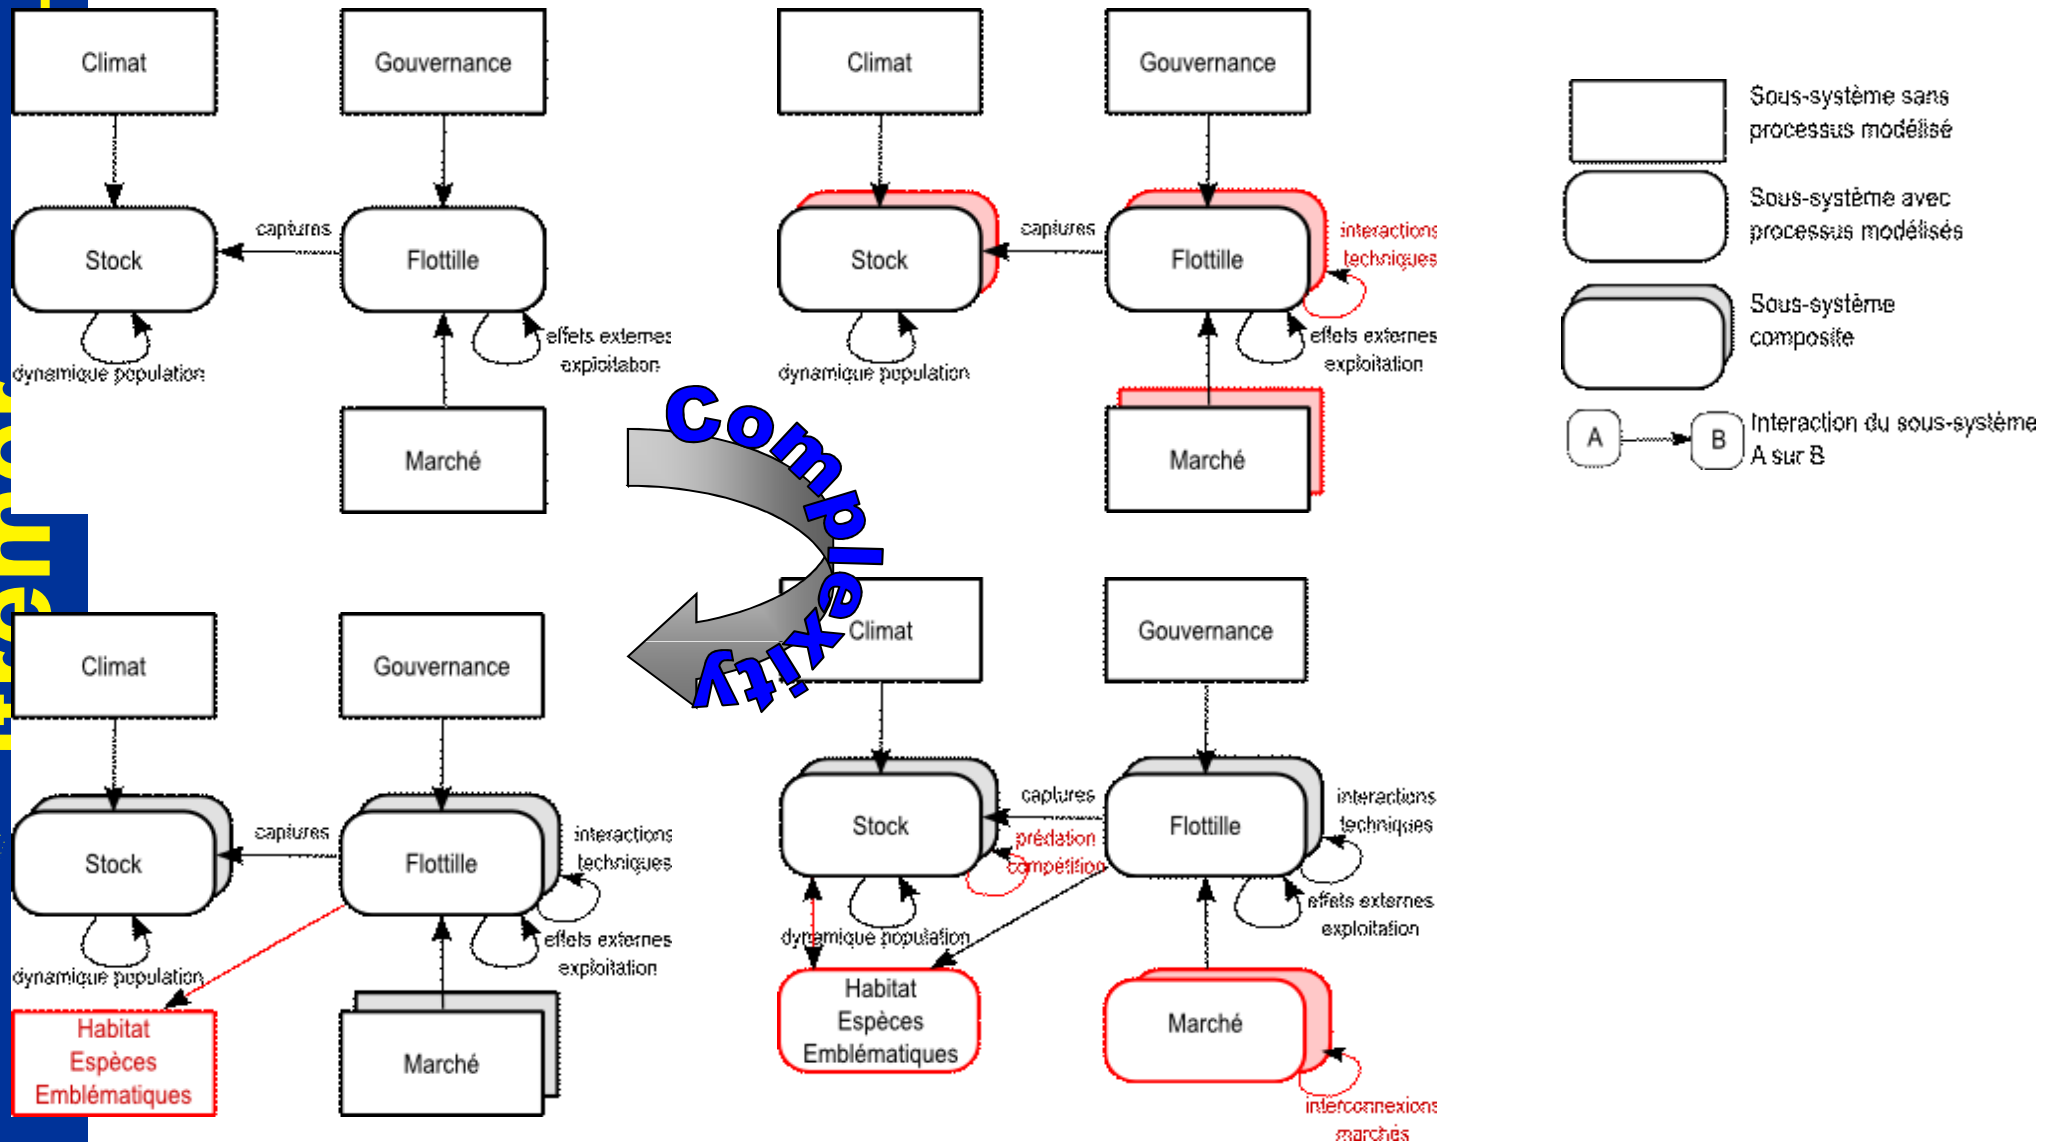 Climat
Gouvernance
Stock
captures
Flottille
dynamique population
effets externes
exploitation
Marché
Climat
Gouvernance
Stock
captures
Flottille
interactions
techniques
dynamique population
effets externes
exploitation
Marché
Sous-système sans
processus modélisé
Sous-système avec
processus modélisés
Sous-système
composite
A
B
Interaction du sous-système
A sur B
Complexity
Climat
Gouvernance
Stock
captures
Flottille
interactions
techniques
dynamique population
effets externes
exploitation
Habitat
Espèces
Emblématiques
Marché
Climat
Gouvernance
Stock
captures
prédation
compétition
Flottille
interactions
techniques
dynamique population
effets externes
exploitation
Habitat
Espèces
Emblématiques
Marché
interconnexions
marchés